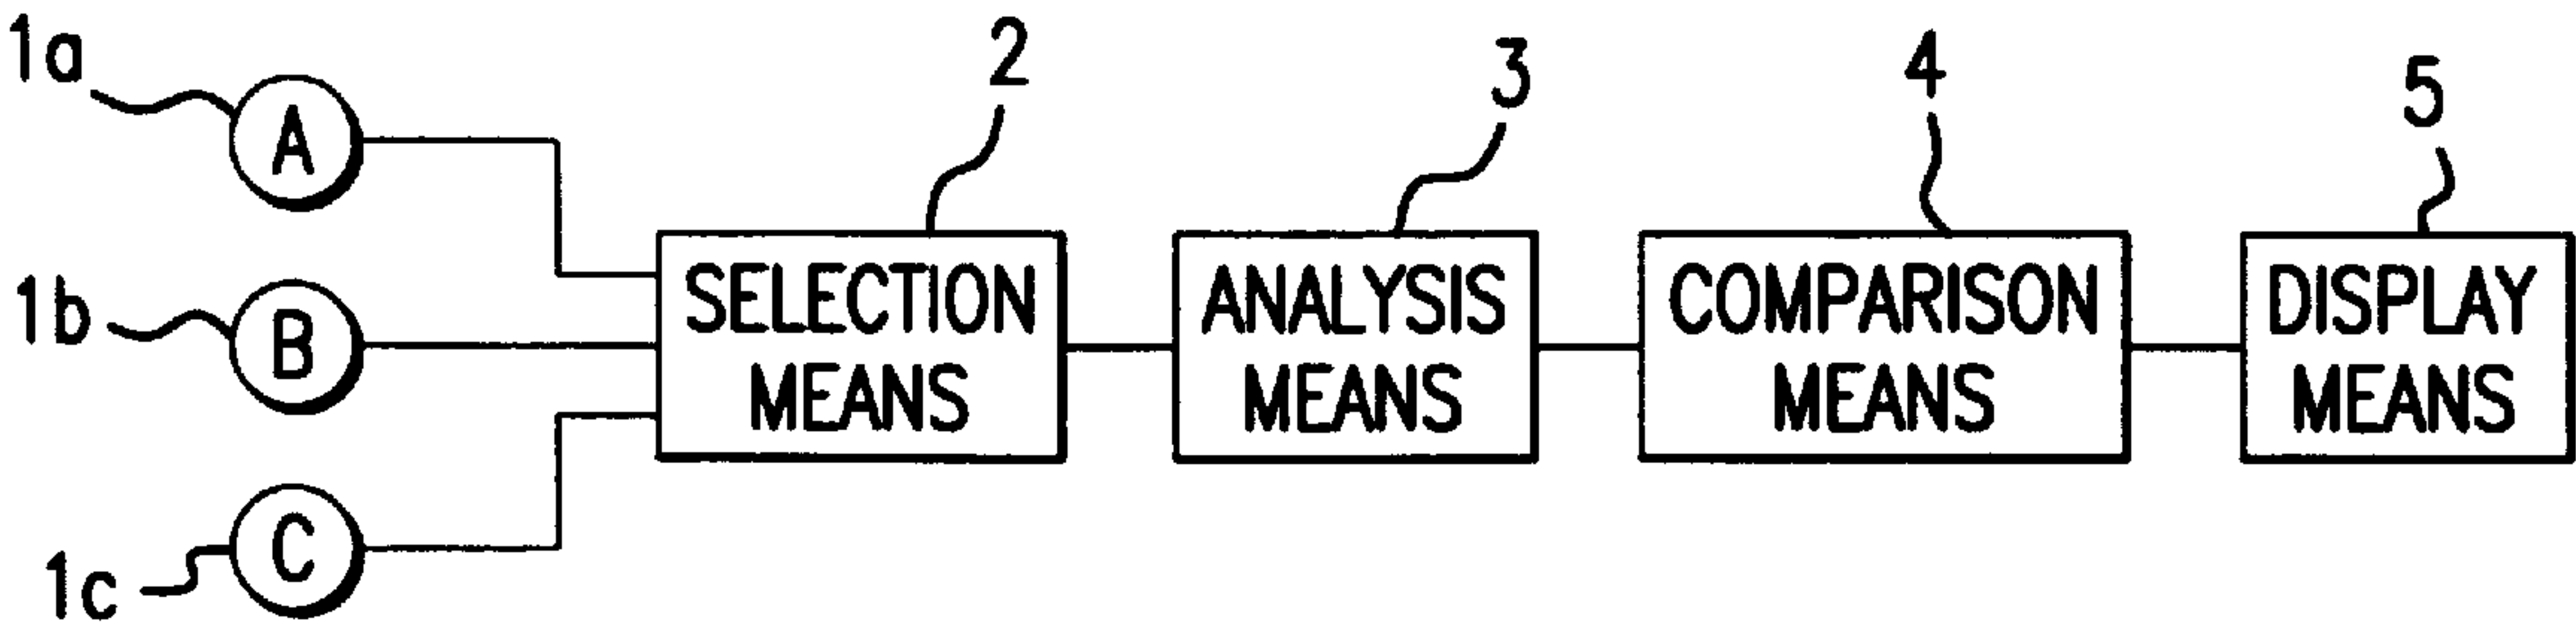 1a
A
2
3
4
5
1b
B
SELECTION
MEANS
ANALYSIS
MEANS
COMPARISON
MEANS
DISPLAY
MEANS
1c
C